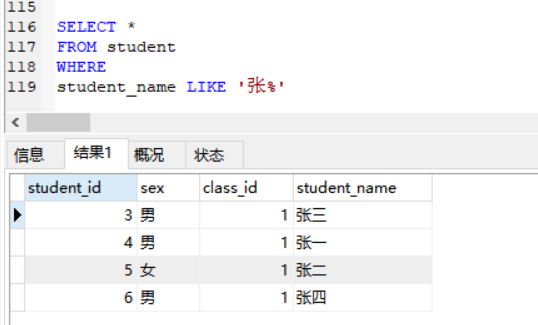 115
116 SELECT *
117 FROM student
118 WHERE
119 student_name LIKE '张%'
信息 结果1 概况 状态
student_id sex class_id student_name
3 男 1 张三
4 男 1 张一
5 女 1 张二
6 男 1 张四